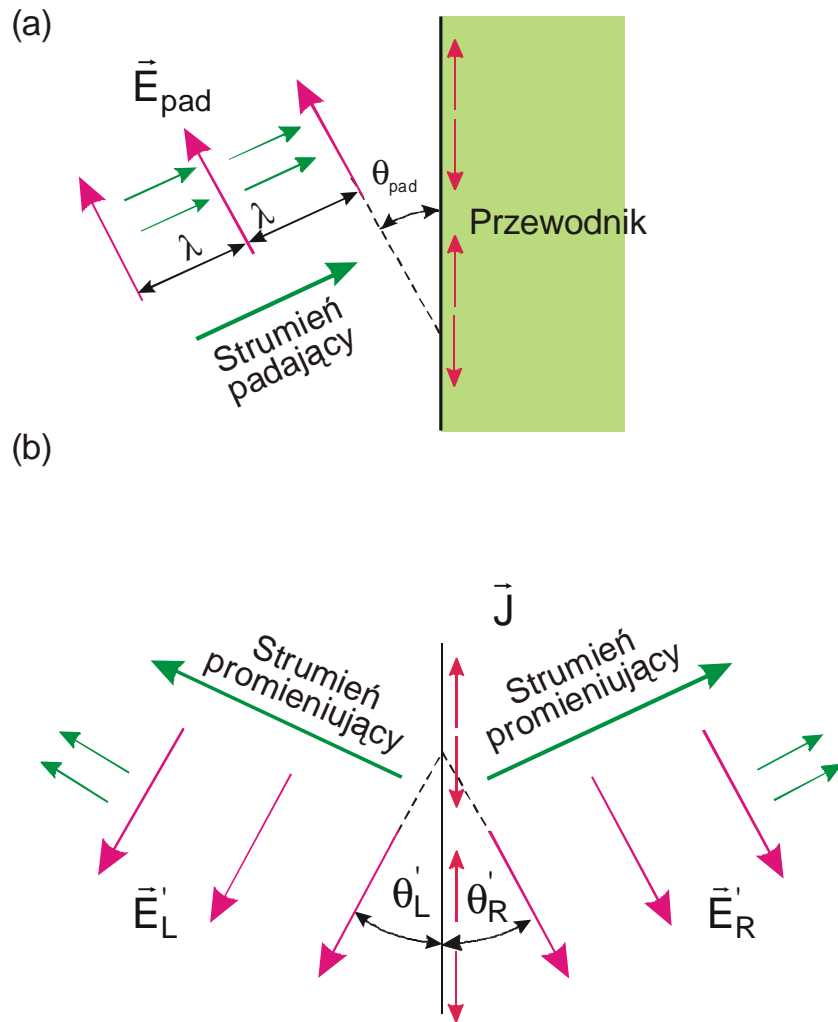 (a)
E⃗pad
θpad
Przewodnik
λ
λ
Strumień
padający
(b)
J⃗
Strumień
promieniujący
Strumień
promieniujący
E⃗'L
θ'L
θ'R
E⃗'R